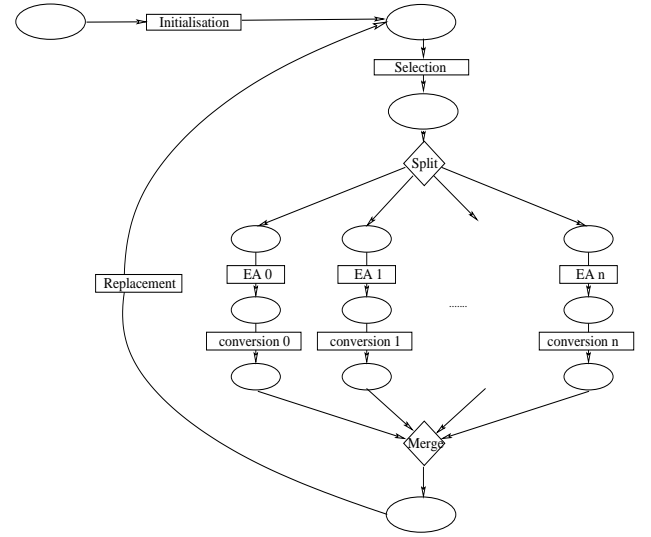 Initialisation
Selection
Split
EA 0
EA 1
EA n
Replacement
.......
conversion 0
conversion 1
conversion n
Merge